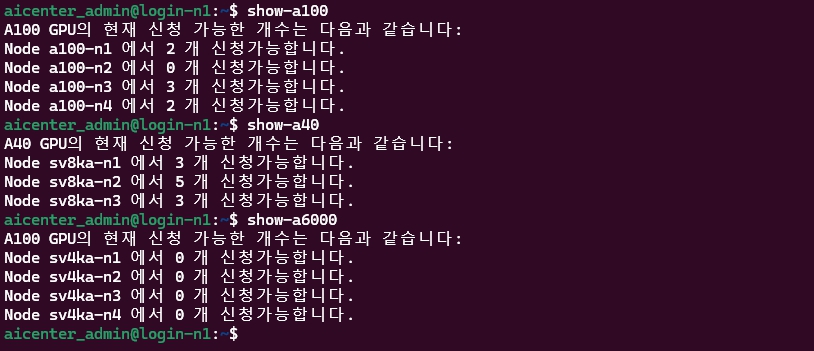 aicenter_admin@login-n1:~$ show-a100
A100 GPU의 현재 신청 가능한 개수는 다음과 같습니다:
Node a100-n1 에서 2 개 신청가능합니다.
Node a100-n2 에서 0 개 신청가능합니다.
Node a100-n3 에서 3 개 신청가능합니다.
Node a100-n4 에서 2 개 신청가능합니다.
aicenter_admin@login-n1:~$ show-a40
A40 GPU의 현재 신청 가능한 개수는 다음과 같습니다:
Node sv8ka-n1 에서 3 개 신청가능합니다.
Node sv8ka-n2 에서 5 개 신청가능합니다.
Node sv8ka-n3 에서 3 개 신청가능합니다.
aicenter_admin@login-n1:~$ show-a6000
A100 GPU의 현재 신청 가능한 개수는 다음과 같습니다:
Node sv4ka-n1 에서 0 개 신청가능합니다.
Node sv4ka-n2 에서 0 개 신청가능합니다.
Node sv4ka-n3 에서 0 개 신청가능합니다.
Node sv4ka-n4 에서 0 개 신청가능합니다.
aicenter_admin@login-n1:~$